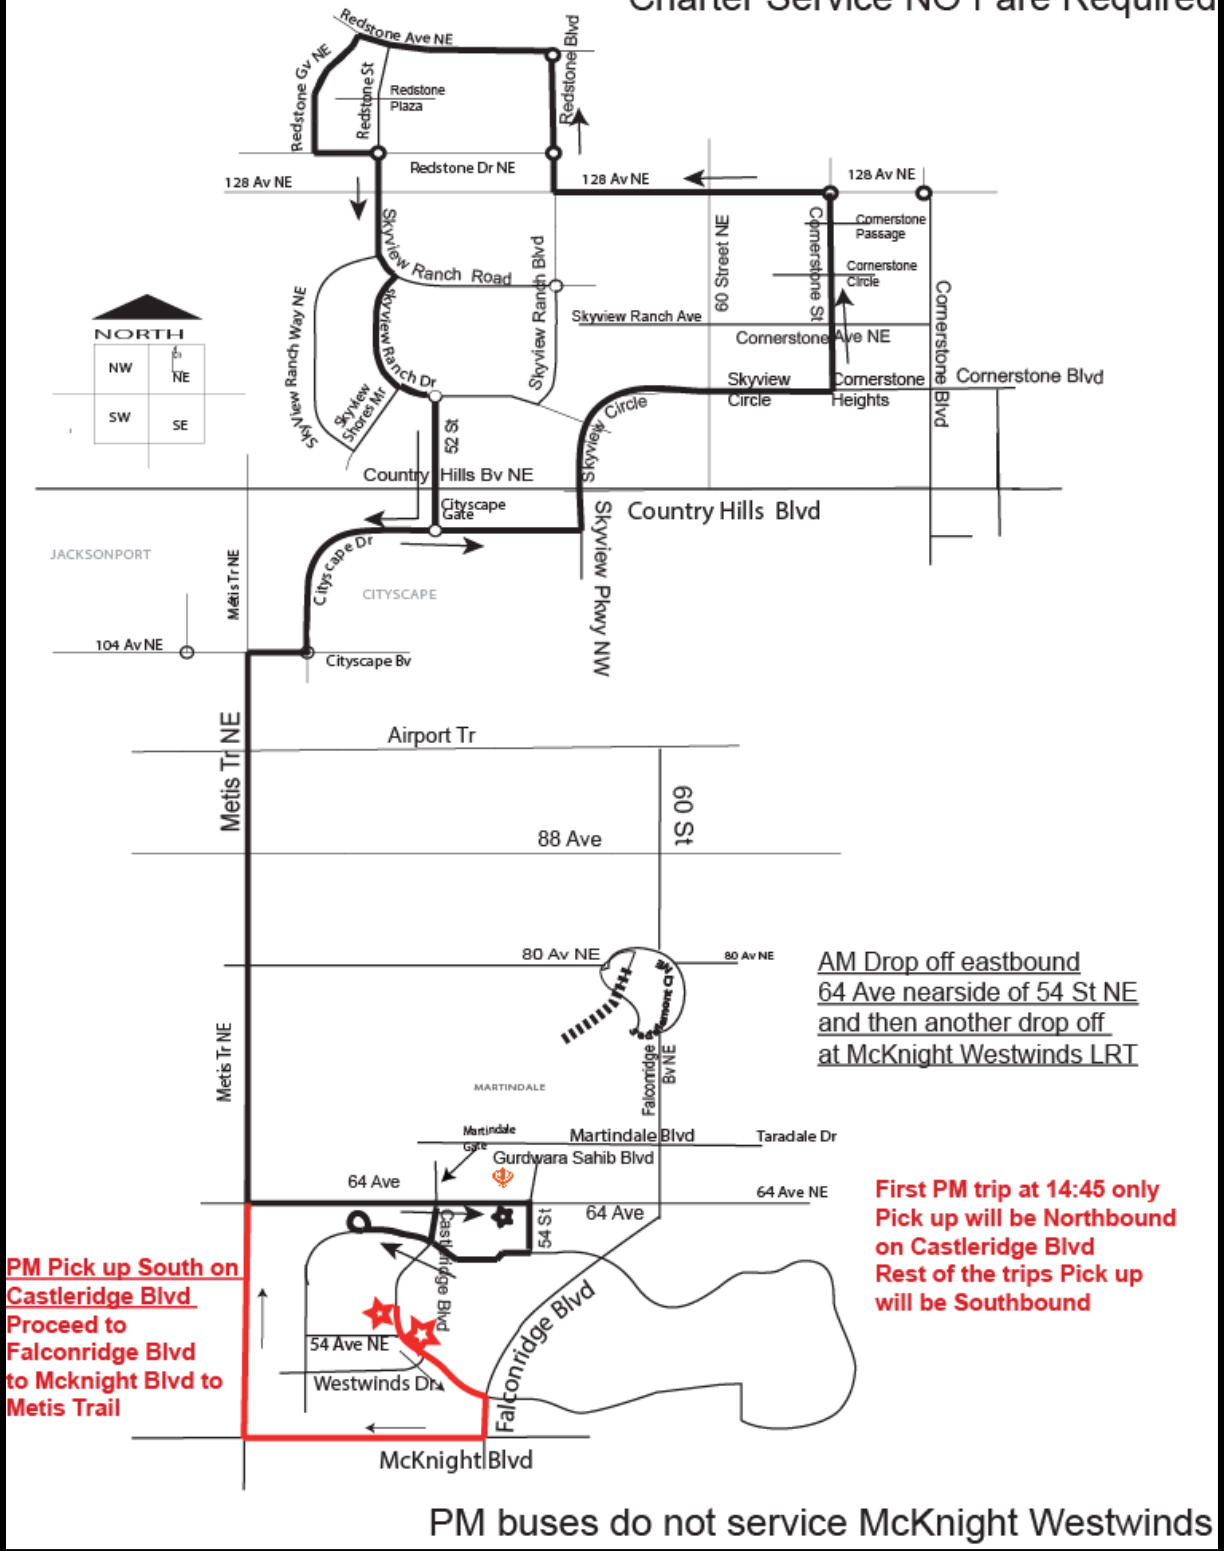 Charter Service NOT are Required
Redstone Ave NE
Redstone Blvd
Redstone Gv NE
Redstone St
Redstone
Plaza
Redstone Dr NE
128 Av NE
128 Av NE
128 Av NE
Skyview Ranch Road
Skyview Ranch Blvd
60 Street NE
Cornerstone St
Cornerstone
Passage
Cornerstone
Circle
Cornerstone Blvd
Skyview Ranch Ave
Cornerstone Ave NE
NORTH
NW
NE
SW
SE
SkyView Ranch Way NE
Skyview Ranch Dr
Skyview
Shores Mr
52 St
Skyview Circle
Skyview
Circle
Cornerstone
Heights
Cornerstone Blvd
Country Hills Bv NE
Country Hills Blvd
Cityscape
Gate
Cityscape Dr
Skyview Pkwy NW
JACKSONPORT
CITYSCAPE
Metis Tr NE
104 Av NE
Cityscape Bv
Metis Tr NE
Airport Tr
60 St
88 Ave
80 Av NE
80 Av NE
AM Drop off eastbound
64 Ave nearside of 54 St NE
and then another drop off
at McKnight Westwinds LRT
Metis Tr NE
Falconridge
Bv NE
MARTINDALE
Martindale
Gate
Martindale Blvd
Taradale Dr
Gurdwara Sahib Blvd
64 Ave
64 Ave
64 Ave NE
54 St
Castleridge Blvd
First PM trip at 14:45 only
Pick up will be Northbound
on Castleridge Blvd
Rest of the trips Pick up
will be Southbound
PM Pick up South on
Castleridge Blvd
Proceed to
Falconridge Blvd
to Mcknight Blvd to
Metis Trail
54 Ave NE
Westwinds Dr
Falconridge Blvd
McKnight Blvd
PM buses do not service McKnight Westwinds